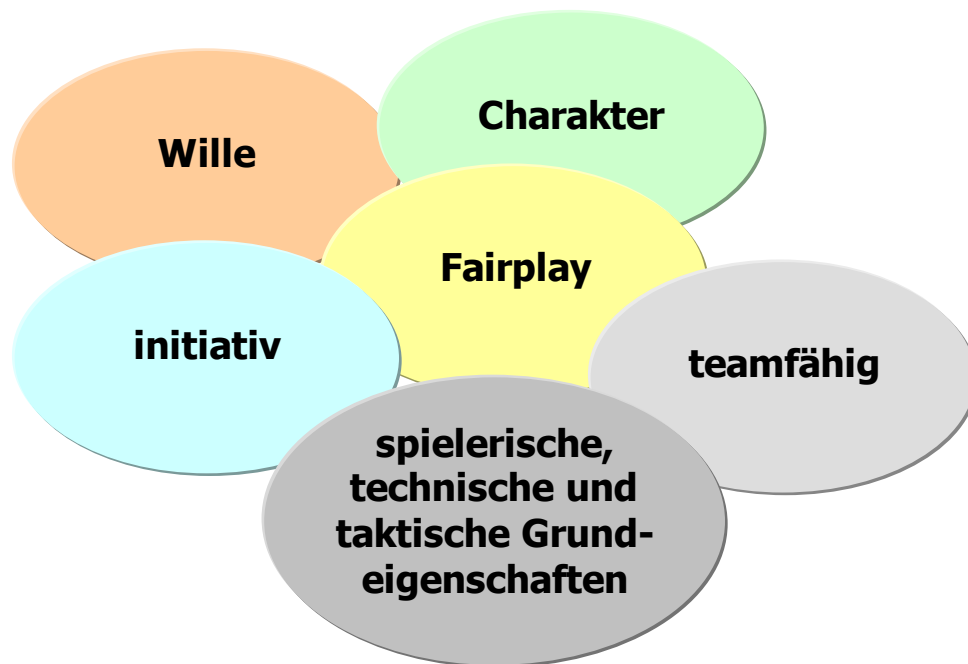 Charakter
Wille
Fairplay
initiativ
teamfähig
spielerische,
technische und
taktische Grund-
eigenschaften